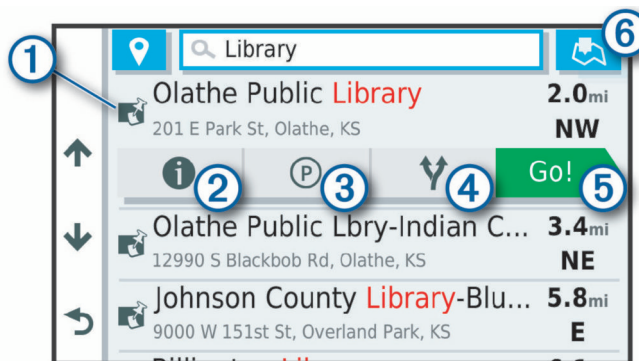 1
6
Library
Olathe Public Library
2.0mi
201 E Park St, Olathe, KS
NW
i 2
P 3
4
Go! 5
Olathe Public Lbry-Indian C...
3.4mi
12990 S Blackbob Rd, Olathe, KS
NE
Johnson County Library-Blu...
5.8mi
9000 W 151st St, Overland Park, KS
E